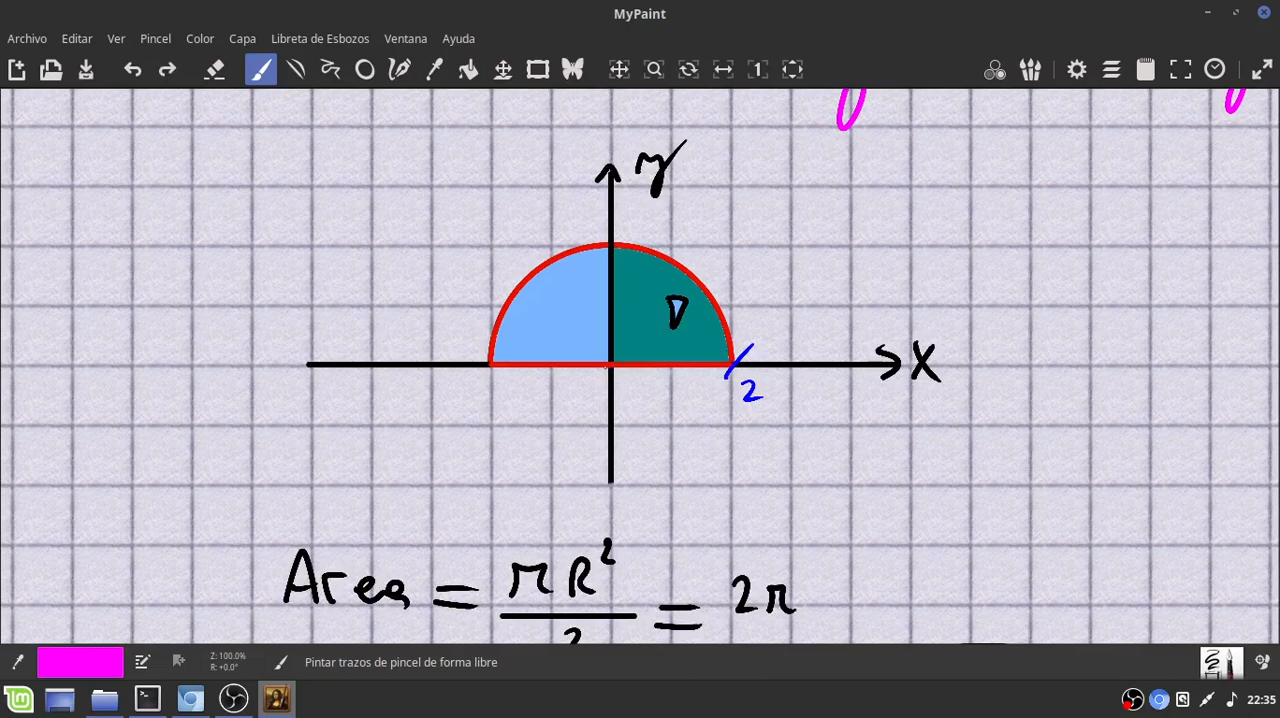 MyPaint
Archivo Editar Ver Pincel Color Capa Libreta de Esbozos Ventana Ayuda
y
D
x
2
Area = πR² / 2 = 2π
Z: 100.0%
R: +0.0°
Pintar trazos de pincel de forma libre
22:35